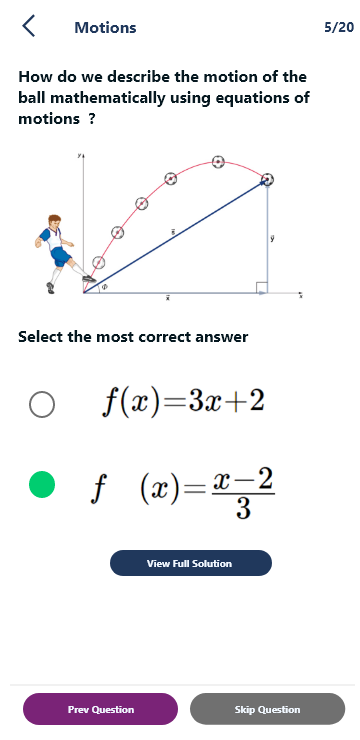 Motions
5/20
How do we describe the motion of the
ball mathematically using equations of
motions ?
y
s
y
Φ
x
x
Select the most correct answer
f(x)=3x+2
f (x)=x−2/3
View Full Solution
Prev Question
Skip Question